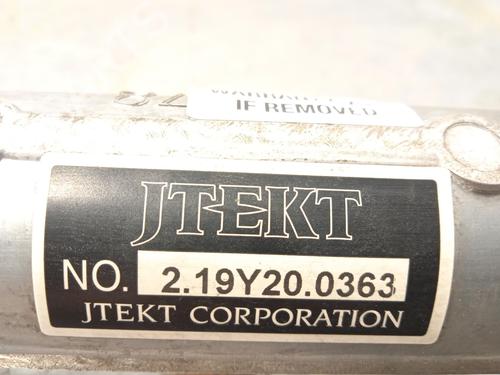 IF REMOVED
JTEKT
NO. 2.19Y20.0363
JTEKT CORPORATION